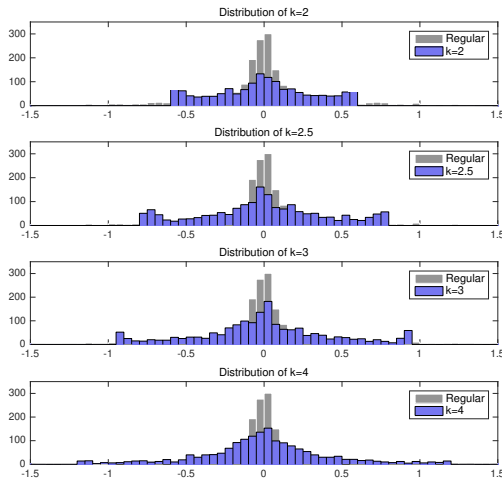 Distribution of k=2
300
200
100
0
Regular
k=2
-1.5 -1 -0.5 0 0.5 1 1.5
Distribution of k=2.5
300
200
100
0
Regular
k=2.5
-1.5 -1 -0.5 0 0.5 1 1.5
Distribution of k=3
300
200
100
0
Regular
k=3
-1.5 -1 -0.5 0 0.5 1 1.5
Distribution of k=4
300
200
100
0
Regular
k=4
-1.5 -1 -0.5 0 0.5 1 1.5